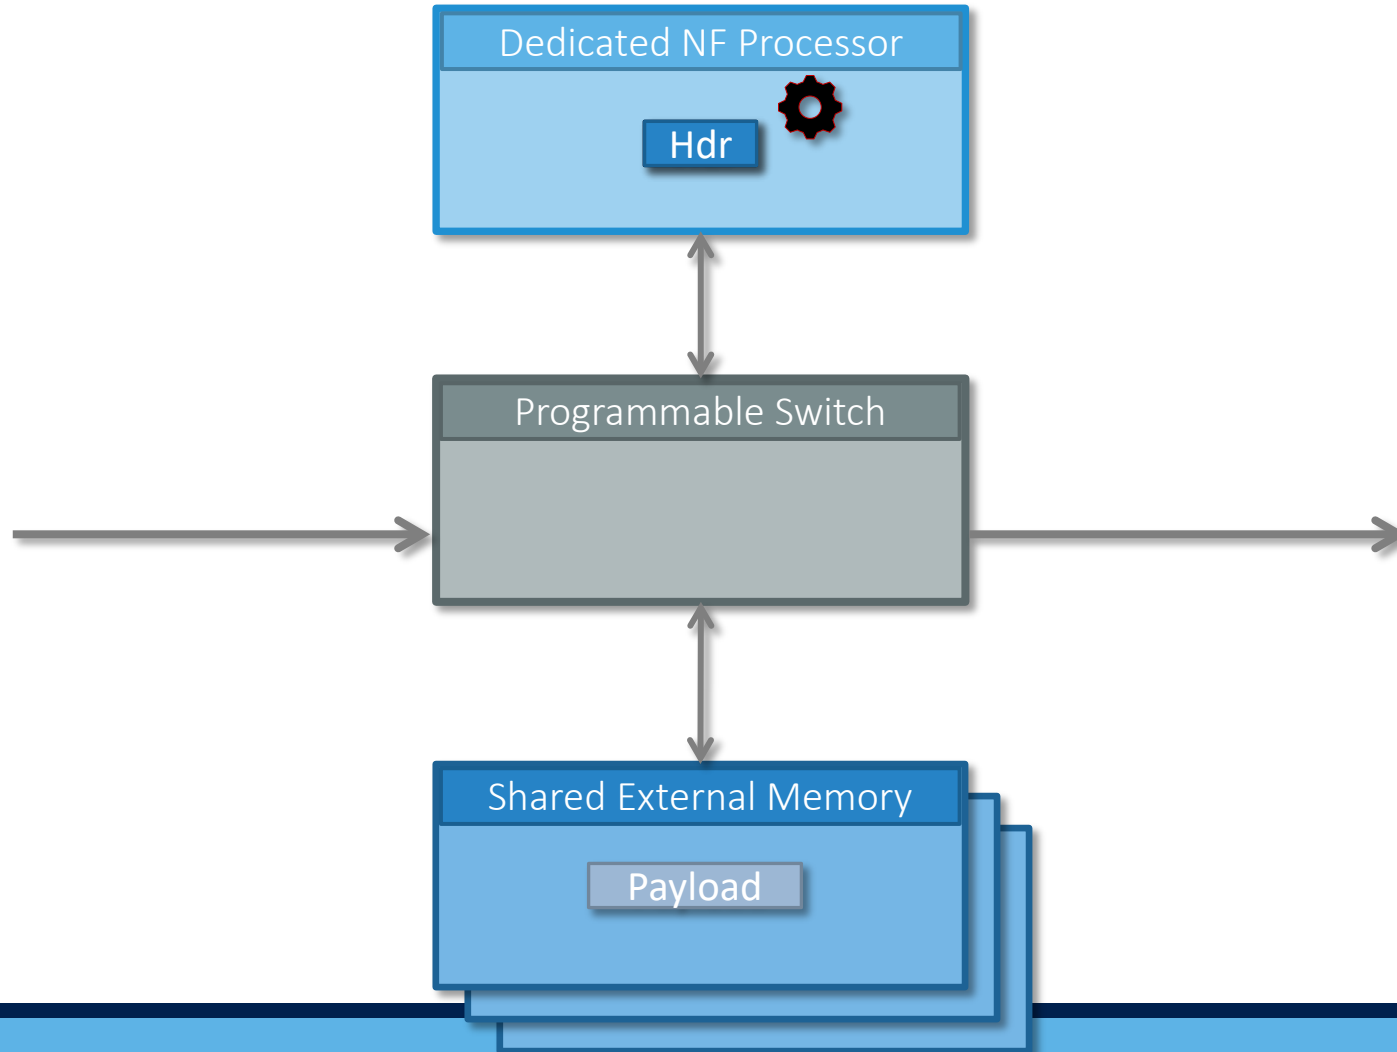 Dedicated NF Processor
Hdr
Programmable Switch
Shared External Memory
Payload